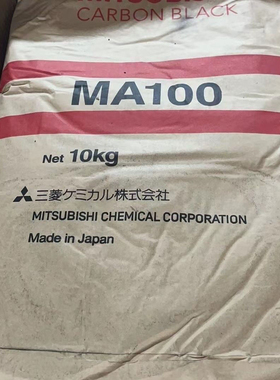 MITSUBISHI
CARBON BLACK
MA100
Net 10kg
三菱ケミカル株式会社
MITSUBISHI CHEMICAL CORPORATION
Made in Japan